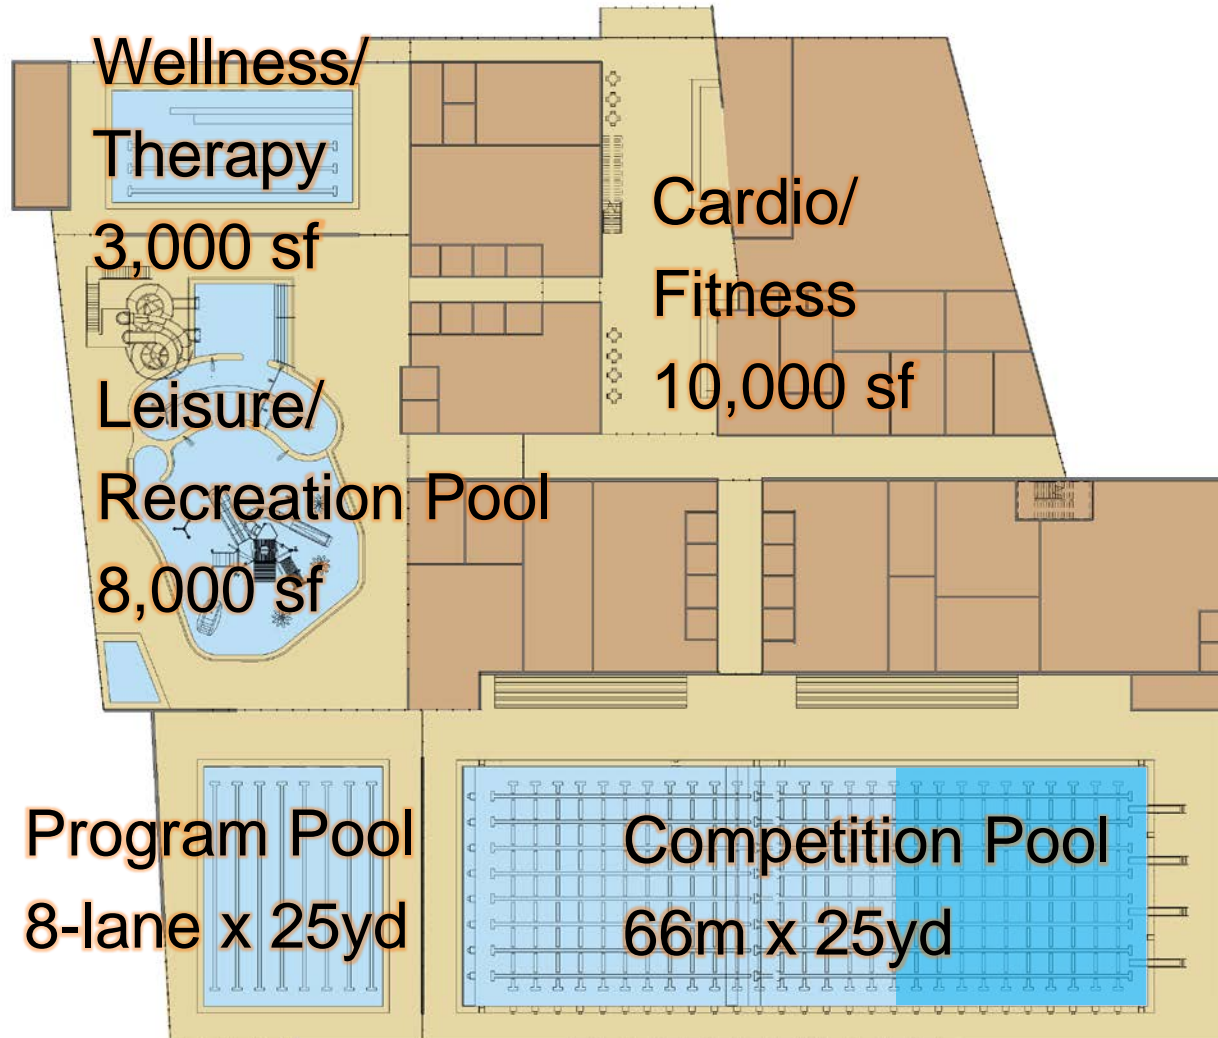 Wellness/
Therapy
3,000 sf
Cardio/
Fitness
10,000 sf
Leisure/
Recreation Pool
8,000 sf
Program Pool
8-lane x 25yd
Competition Pool
66m x 25yd